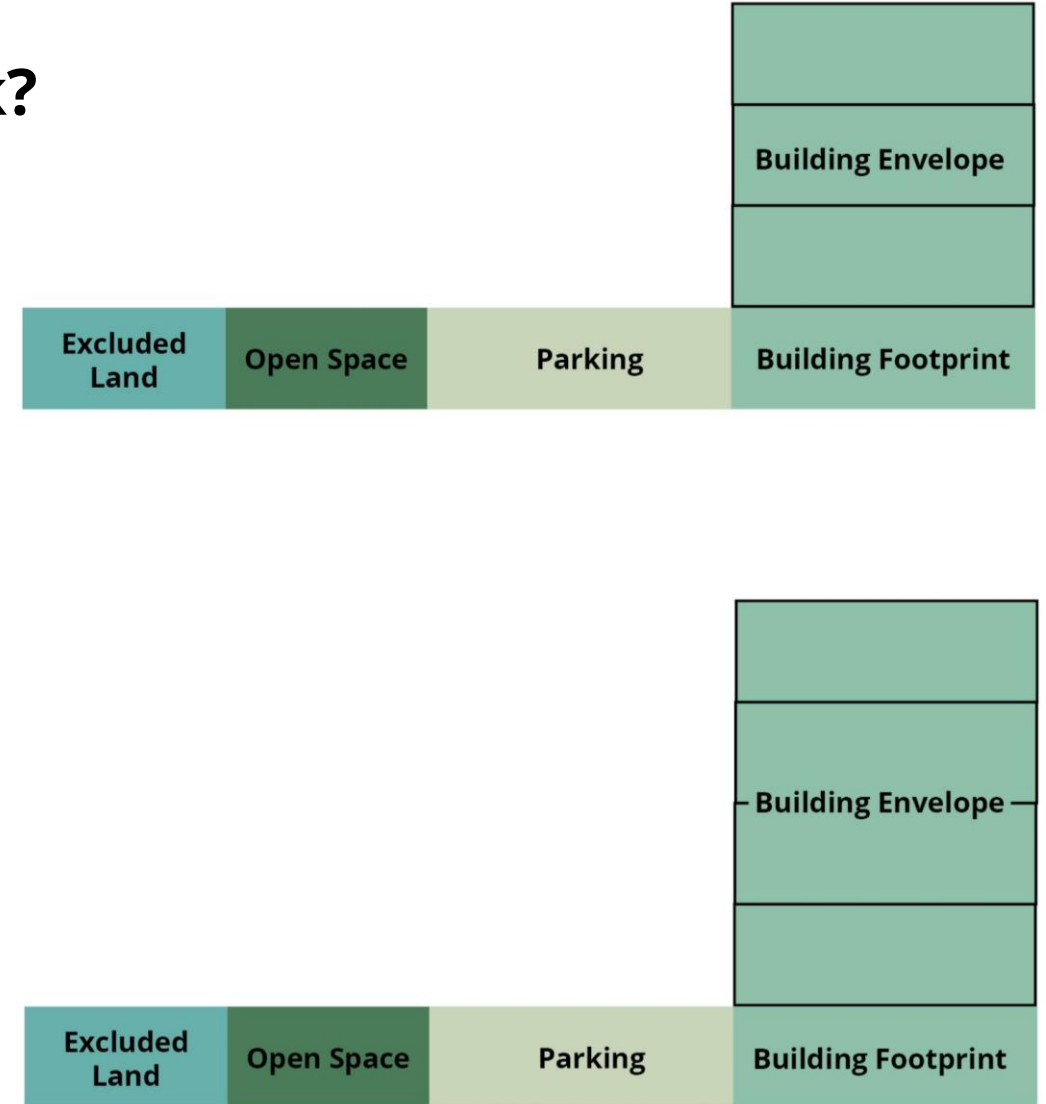 ?
Building Envelope
Excluded
Land
Open Space
Parking
Building Footprint
Building Envelope
Excluded
Land
Open Space
Parking
Building Footprint